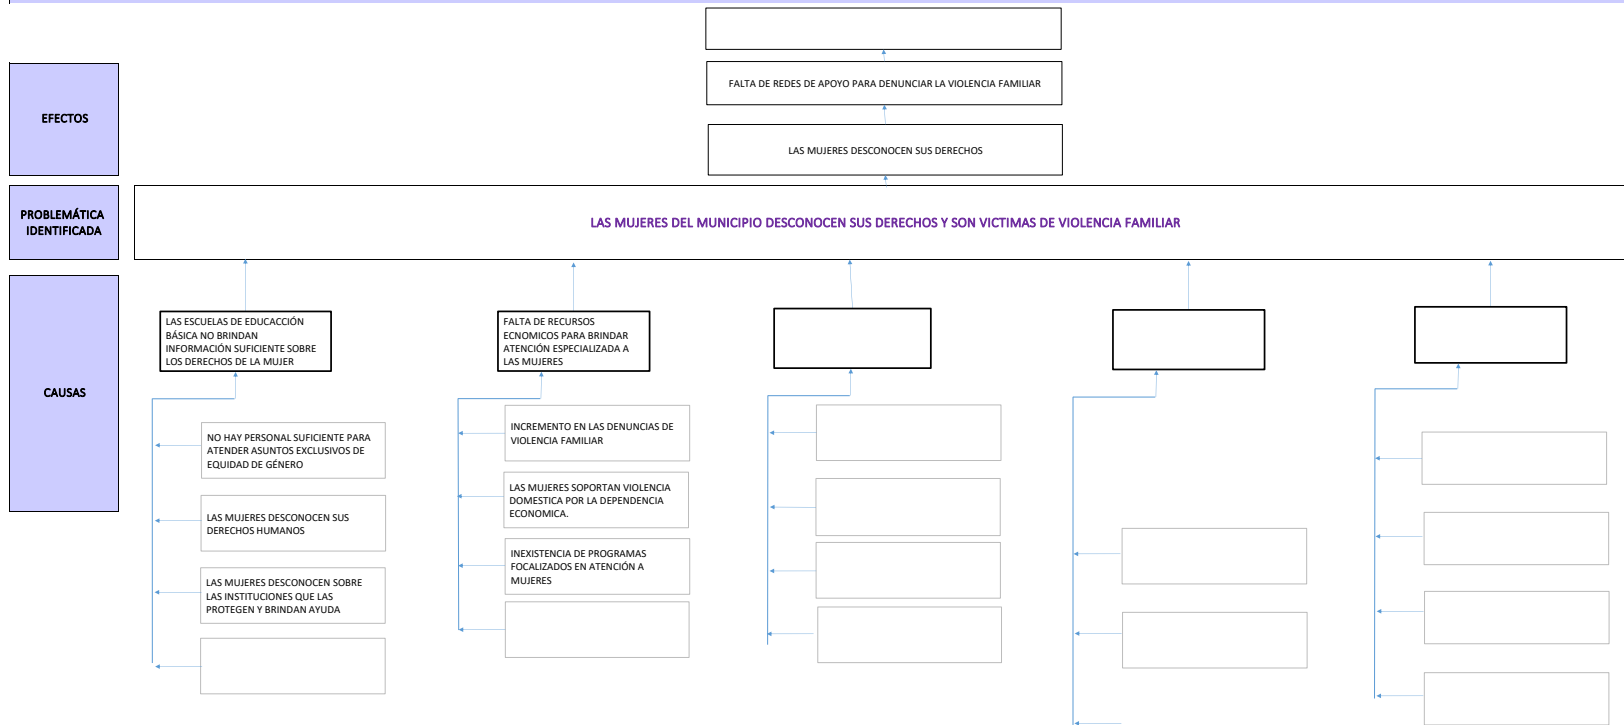 FALTA DE REDES DE APOYO PARA DENUNCIAR LA VIOLENCIA FAMILIAR
EFECTOS
LAS MUJERES DESCONOCEN SUS DERECHOS
PROBLEMÁTICA
IDENTIFICADA
LAS MUJERES DEL MUNICIPIO DESCONOCEN SUS DERECHOS Y SON VICTIMAS DE VIOLENCIA FAMILIAR
CAUSAS
LAS ESCUELAS DE EDUCACCIÓN
BÁSICA NO BRINDAN
INFORMACIÓN SUFICIENTE SOBRE
LOS DERECHOS DE LA MUJER
FALTA DE RECURSOS
ECNOMICOS PARA BRINDAR
ATENCIÓN ESPECIALIZADA A
LAS MUJERES
NO HAY PERSONAL SUFICIENTE PARA
ATENDER ASUNTOS EXCLUSIVOS DE
EQUIDAD DE GÉNERO
LAS MUJERES DESCONOCEN SUS
DERECHOS HUMANOS
LAS MUJERES DESCONOCEN SOBRE
LAS INSTITUCIONES QUE LAS
PROTEGEN Y BRINDAN AYUDA
INCREMENTO EN LAS DENUNCIAS DE
VIOLENCIA FAMILIAR
LAS MUJERES SOPORTAN VIOLENCIA
DOMESTICA POR LA DEPENDENCIA
ECONOMICA.
INEXISTENCIA DE PROGRAMAS
FOCALIZADOS EN ATENCIÓN A
MUJERES